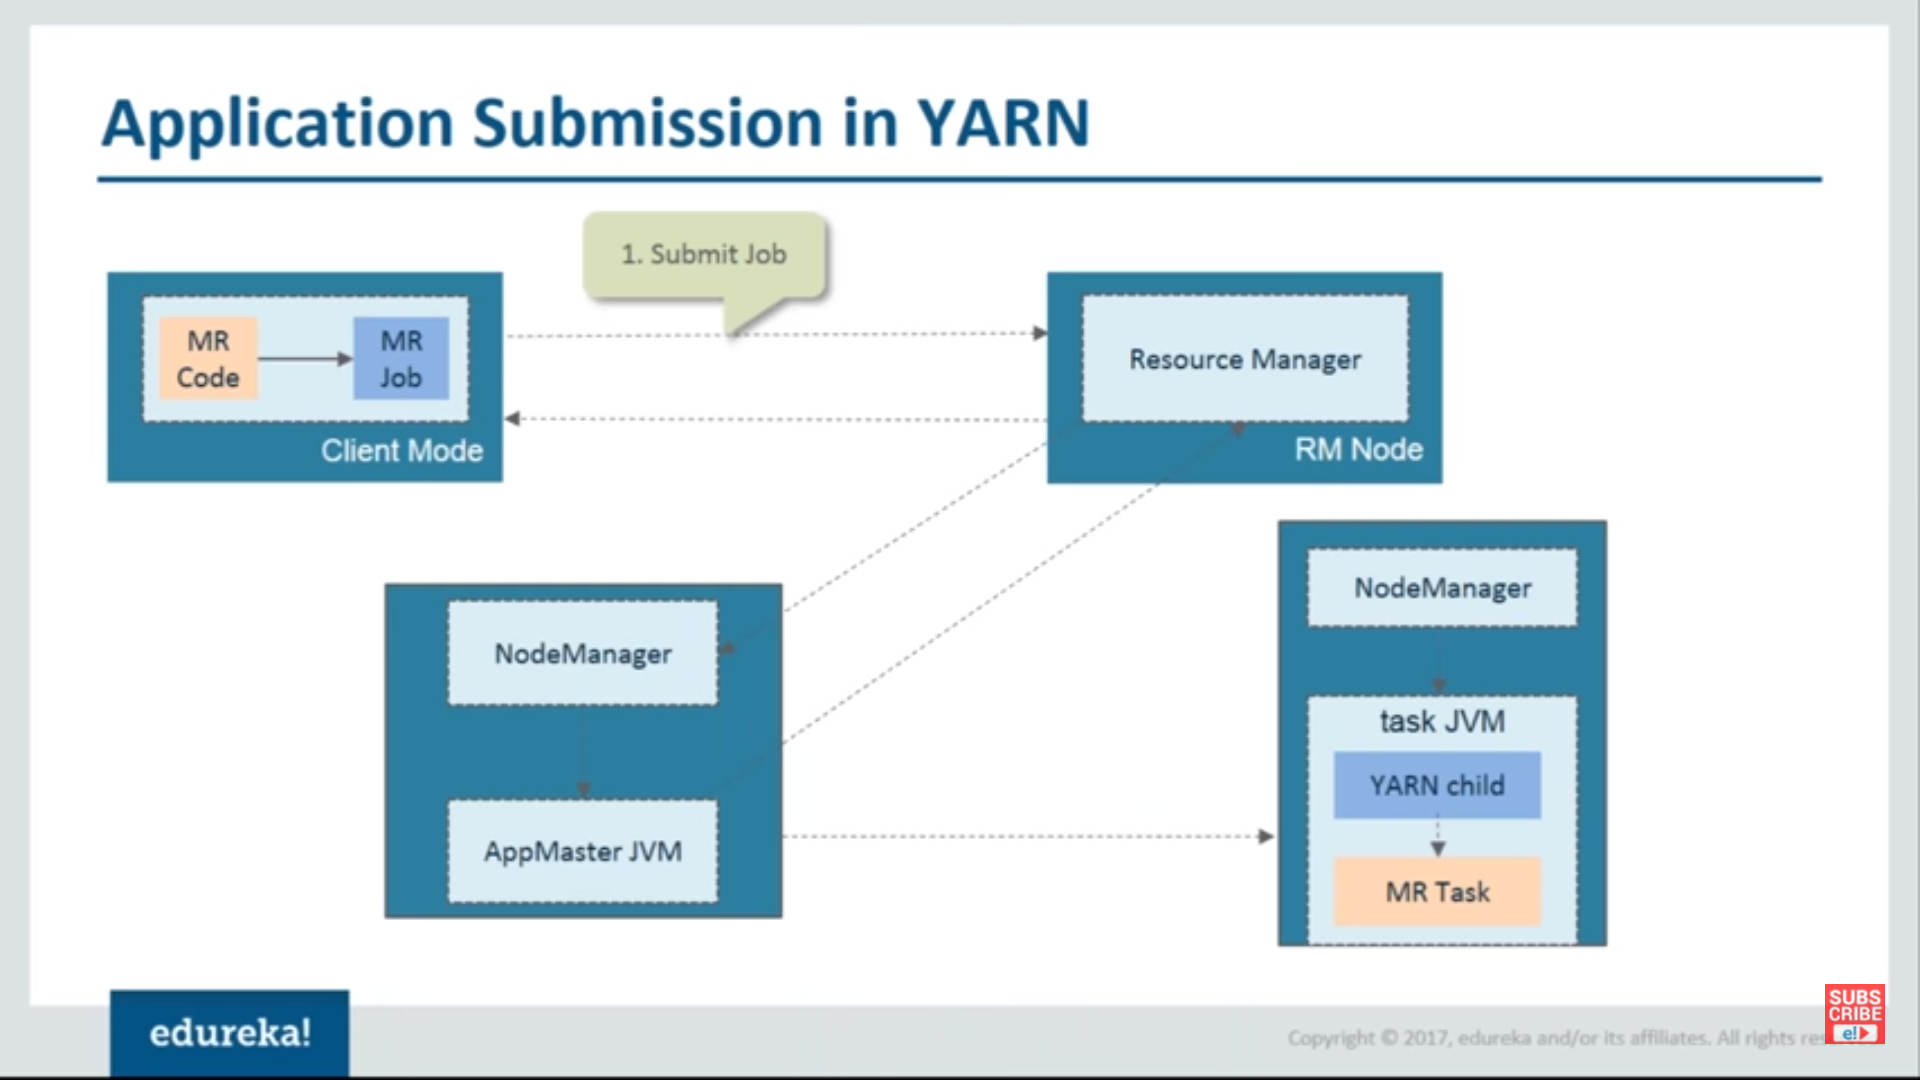 Application Submission in YARN
1. Submit Job
MR
Code
MR
Job
Client Mode
Resource Manager
RM Node
NodeManager
AppMaster JVM
NodeManager
task JVM
YARN child
MR Task
edureka!
Copyright © 2017, edureka and/or its affiliates. All rights
SUBS
CRIBE
e!